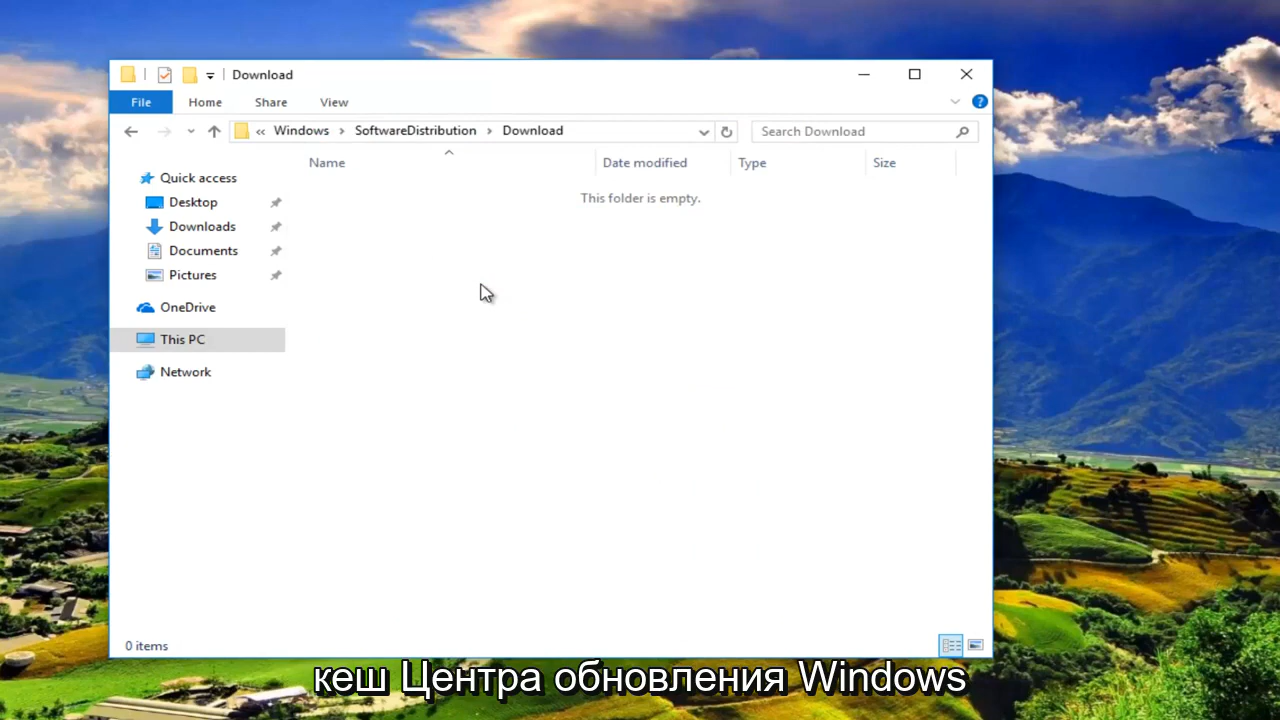 Download
File Home Share View
« Windows › SoftwareDistribution › Download
Search Download
Name Date modified Type Size
This folder is empty.
Quick access
Desktop
Downloads
Documents
Pictures
OneDrive
This PC
Network
0 items
кеш Центра обновления Windows